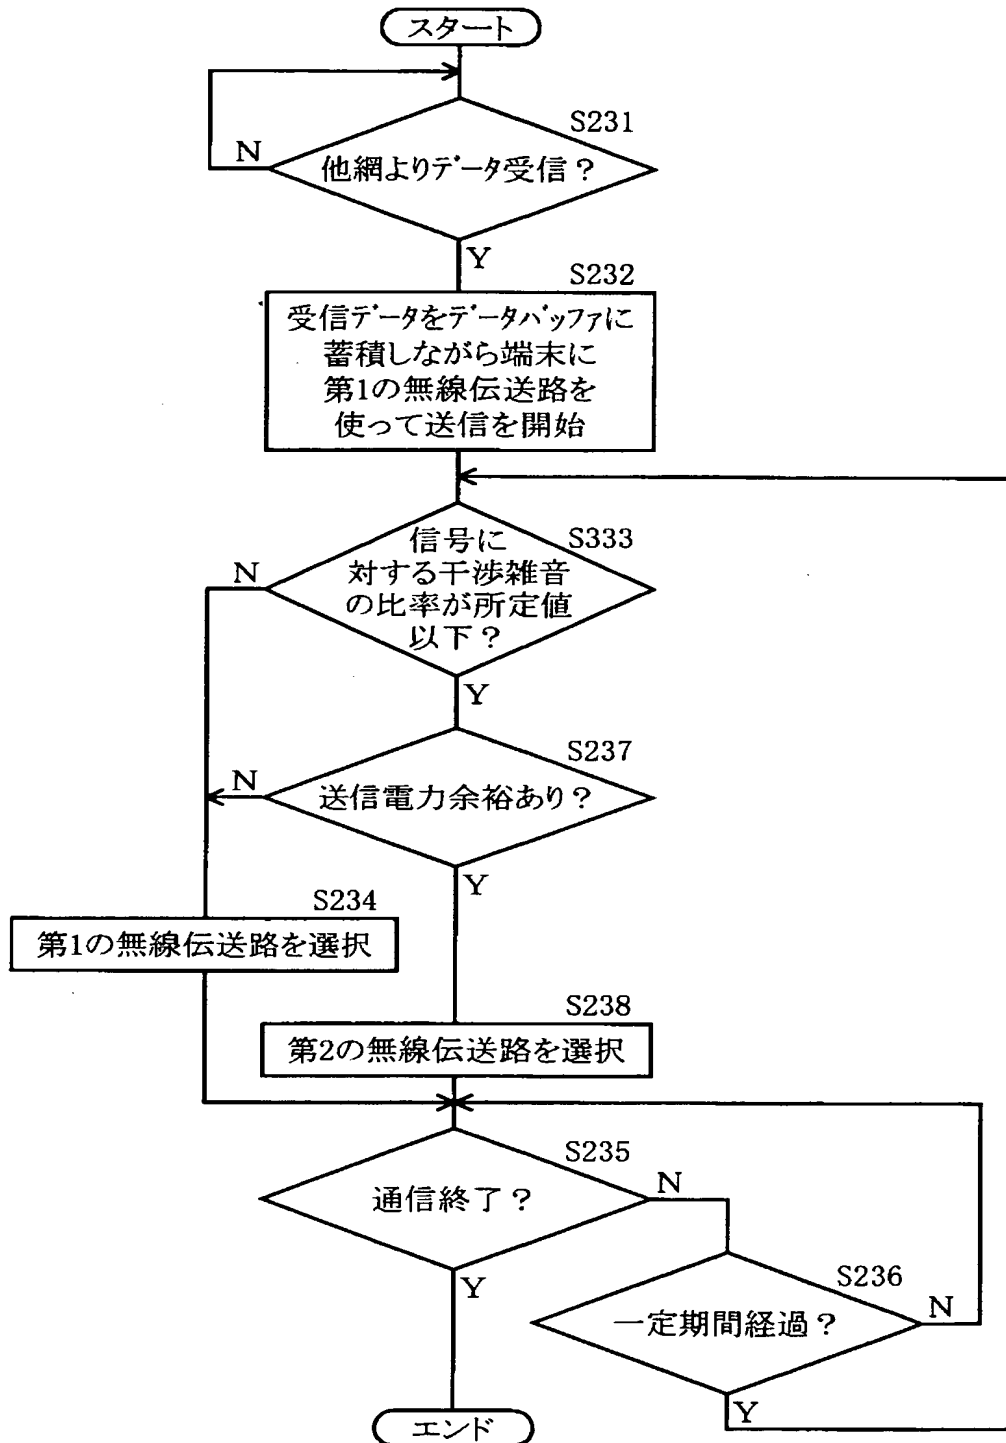 スタート
S231
N
他網よりデータ受信？
Y
S232
受信データをデータバッファに
蓄積しながら端末に
第1の無線伝送路を
使って送信を開始
S333
信号に
N
対する干渉雑音
の比率が所定値
以下？
Y
S237
N
送信電力余裕あり？
Y
S234
第1の無線伝送路を選択
S238
第2の無線伝送路を選択
S235
N
通信終了？
Y
S236
N
一定期間経過？
Y
エンド